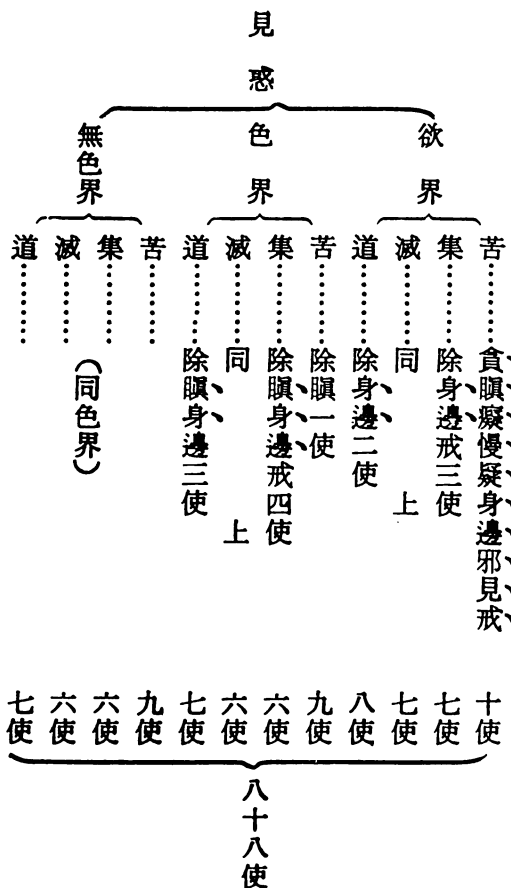 見惑
欲界
苦………貪、瞋、癡、慢、疑、身、邊、邪、見、戒、 十使
集………除身、邊、戒三使 七使
滅………同　上 七使
道………除身、邊、二使 八使
色界
苦………除瞋一使 九使
集………除瞋、身、邊、戒四使 六使
滅………同　上 六使
道………除瞋、身、邊三使 七使
無色界
苦……… 九使
集……… 六使
滅……… 六使
道……… 七使
(同色界)
八十八使